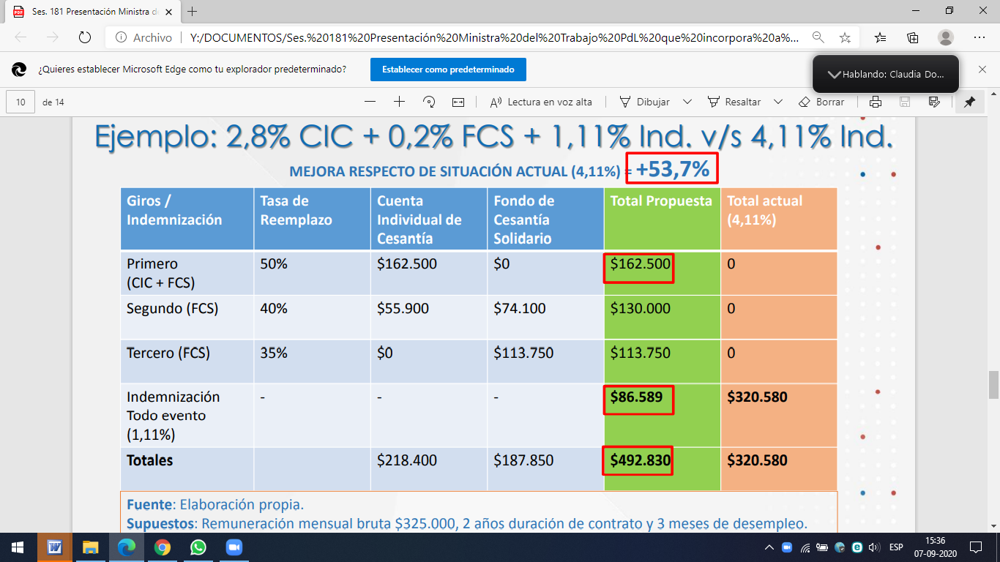 Ses. 181 Presentación Ministra d
Archivo
Y:/DOCUMENTOS/Ses.%20181%20Presentación%20Ministra%20del%20Trabajo%20PdL%20que%20incorpora%20a%...
¿Quieres establecer Microsoft Edge como tu explorador predeterminado?
Establecer como predeterminado
Hablando: Claudia Do...
10 de 14
Lectura en voz alta
Dibujar
Resaltar
Borrar
Ejemplo: 2,8% CIC + 0,2% FCS + 1,11% Ind. v/s 4,11% Ind.
MEJORA RESPECTO DE SITUACIÓN ACTUAL (4,11%) = +53,7%
Giros / Indemnización
Tasa de Reemplazo
Cuenta Individual de Cesantía
Fondo de Cesantía Solidario
Total Propuesta
Total actual (4,11%)
Primero (CIC + FCS) 50% $162.500 $0 $162.500 0
Segundo (FCS) 40% $55.900 $74.100 $130.000 0
Tercero (FCS) 35% $0 $113.750 $113.750 0
Indemnización Todo evento (1,11%) - - - $86.589 $320.580
Totales $218.400 $187.850 $492.830 $320.580
Fuente: Elaboración propia.
Supuestos: Remuneración mensual bruta $325.000, 2 años duración de contrato y 3 meses de desempleo.
ESP
15:36
07-09-2020